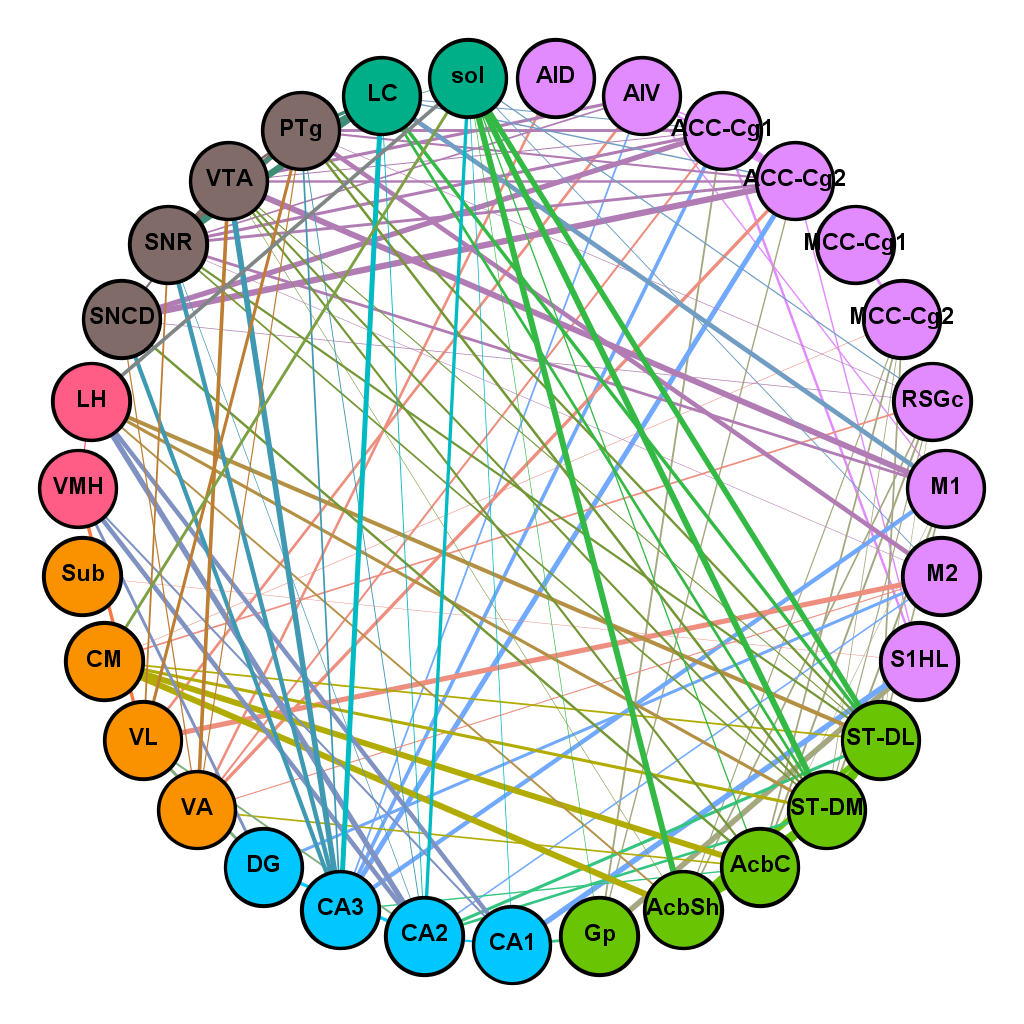 sol
AID
LC
AIV
PTg
ACC-Cg1
VTA
ACC-Cg2
SNR
MCC-Cg1
SNCD
MCC-Cg2
LH
RSGc
VMH
M1
Sub
M2
CM
S1HL
VL
ST-DL
VA
ST-DM
DG
AcbC
CA3
AcbSh
CA2
CA1
Gp